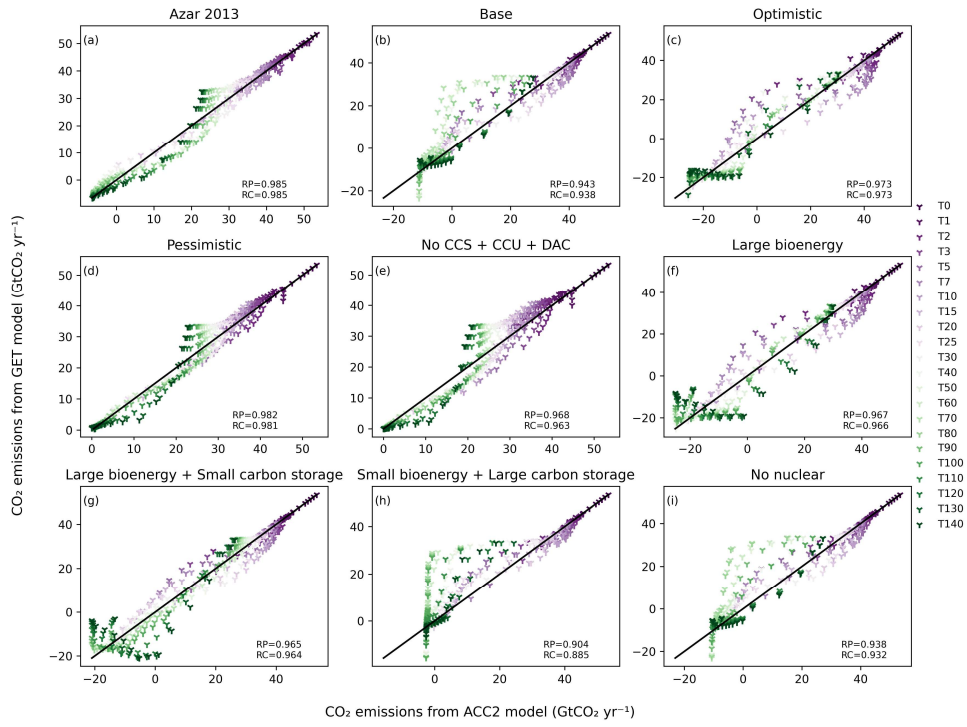 Azar 2013
Base
Optimistic
(a)
(b)
(c)
50
40
30
20
10
0
0
10
20
30
40
50
RP=0.985
RC=0.985
40
20
0
−20
−20
0
20
40
RP=0.943
RC=0.938
40
20
0
−20
−20
0
20
40
RP=0.973
RC=0.973
Pessimistic
No CCS + CCU + DAC
Large bioenergy
(d)
(e)
(f)
50
40
30
20
10
0
0
10
20
30
40
50
RP=0.982
RC=0.981
50
40
30
20
10
0
0
10
20
30
40
50
RP=0.968
RC=0.963
40
20
0
−20
−20
0
20
40
RP=0.967
RC=0.966
Large bioenergy + Small carbon storage
Small bioenergy + Large carbon storage
No nuclear
(g)
(h)
(i)
40
20
0
−20
−20
0
20
40
RP=0.965
RC=0.964
40
20
0
0
20
40
RP=0.904
RC=0.885
40
20
0
−20
−20
0
20
40
RP=0.938
RC=0.932
CO₂ emissions from GET model (GtCO₂ yr⁻¹)
CO₂ emissions from ACC2 model (GtCO₂ yr⁻¹)
T0
T1
T2
T3
T5
T7
T10
T15
T20
T25
T30
T40
T50
T60
T70
T80
T90
T100
T110
T120
T130
T140